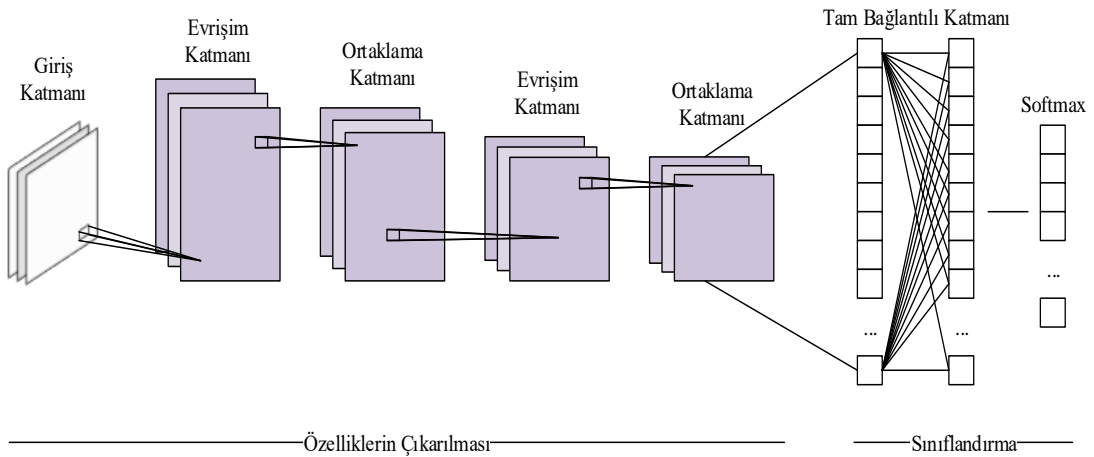 Giriş
Katmanı
Evrişim
Katmanı
Ortaklama
Katmanı
Evrişim
Katmanı
Ortaklama
Katmanı
Tam Bağlantılı Katmanı
...
...
Softmax
...
Özelliklerin Çıkarılması
Sınıflandırma